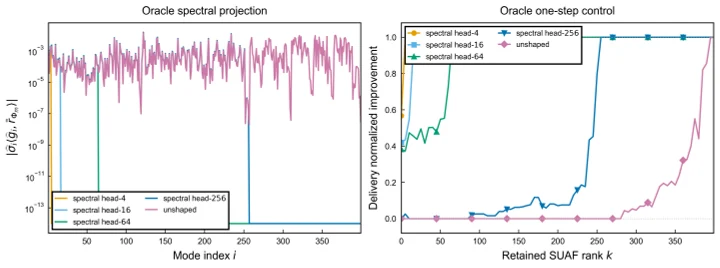 Oracle spectral projection
|σ̂ᵢ⟨ĝᵢ, r̄Φₘ⟩|
10⁻³
10⁻⁵
10⁻⁷
10⁻⁹
10⁻¹¹
10⁻¹³
spectral head-4
spectral head-16
spectral head-64
spectral head-256
unshaped
50 100 150 200 250 300 350
Mode index i
Oracle one-step control
Delivery normalized improvement
1.0
0.8
0.6
0.4
0.2
0.0
spectral head-4
spectral head-16
spectral head-64
spectral head-256
unshaped
0 50 100 150 200 250 300 350
Retained SUAF rank k